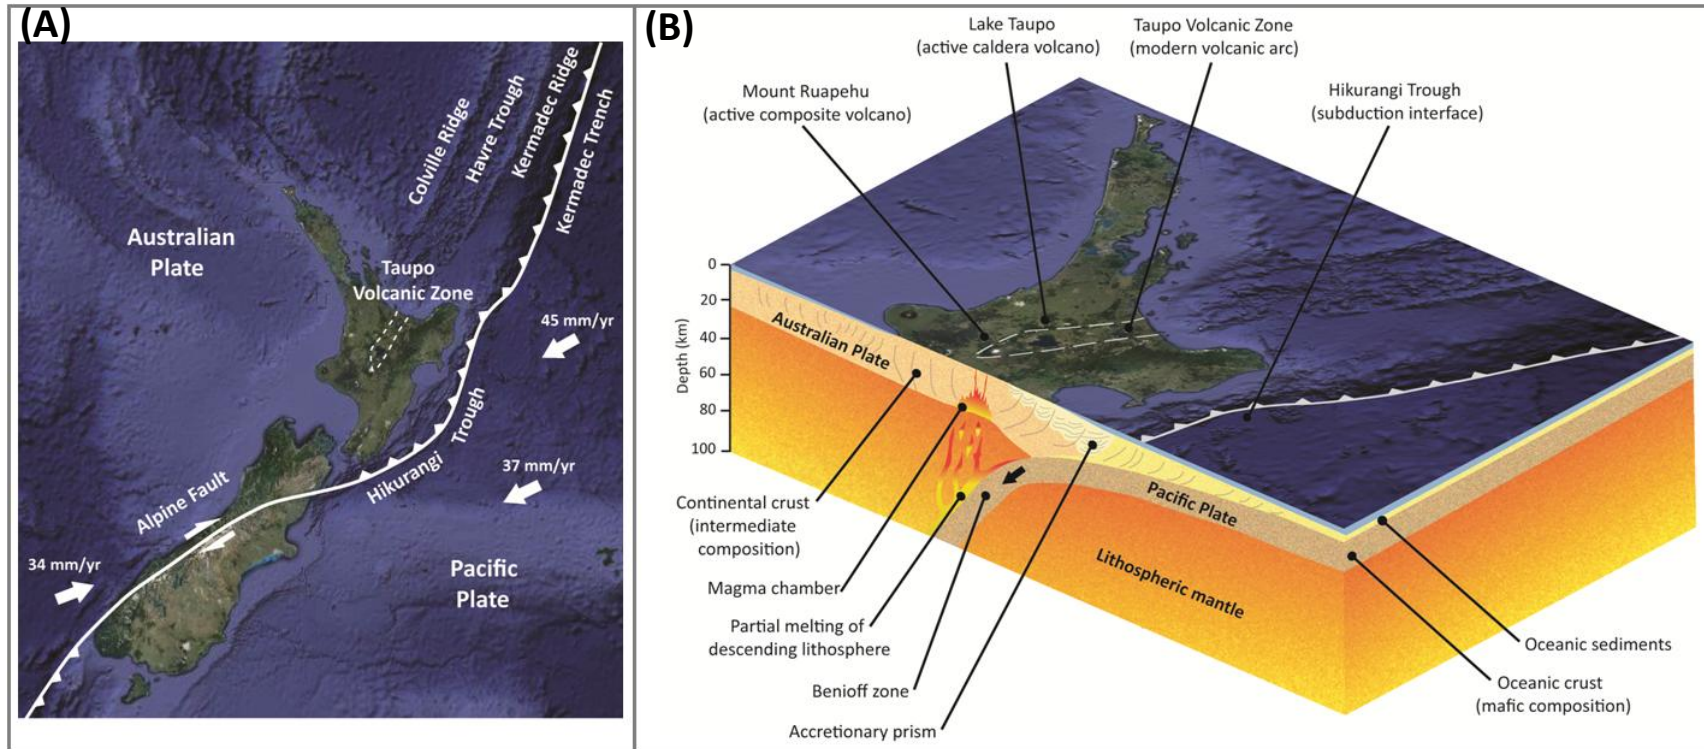 (A)
Colville Ridge
Havre Trough
Kermadec Ridge
Kermadec Trench
Australian
Plate
Taupo
Volcanic Zone
45 mm/yr
Hikurangi
Trough
37 mm/yr
Alpine Fault
34 mm/yr
Pacific
Plate
(B)
Lake Taupo
(active caldera volcano)
Taupo Volcanic Zone
(modern volcanic arc)
Mount Ruapehu
(active composite volcano)
Hikurangi Trough
(subduction interface)
Depth (km)
0
20
40
60
80
100
Australian Plate
Pacific Plate
Lithospheric mantle
Continental crust
(intermediate
composition)
Magma chamber
Partial melting of
descending lithosphere
Benioff zone
Accretionary prism
Oceanic sediments
Oceanic crust
(mafic composition)